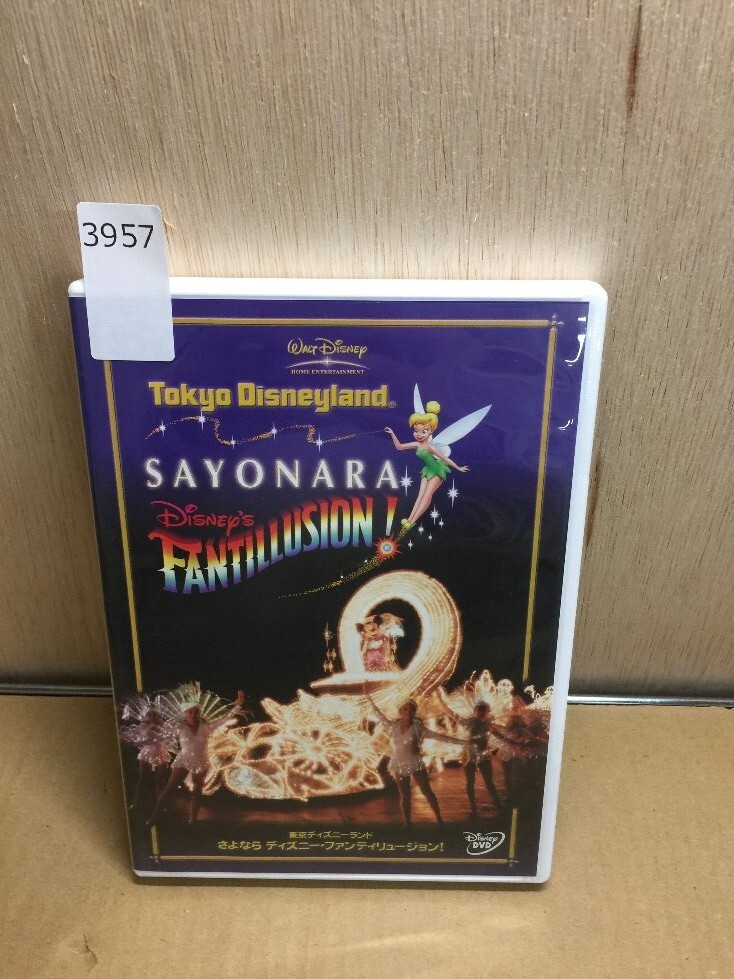 3957
WALT DISNEY
HOME ENTERTAINMENT
Tokyo Disneyland®
SAYONARA
DISNEY'S
FANTILLUSION!
東京ディズニーランド
さよなら ディズニー・ファンティリュージョン!
DISNEY
DVD